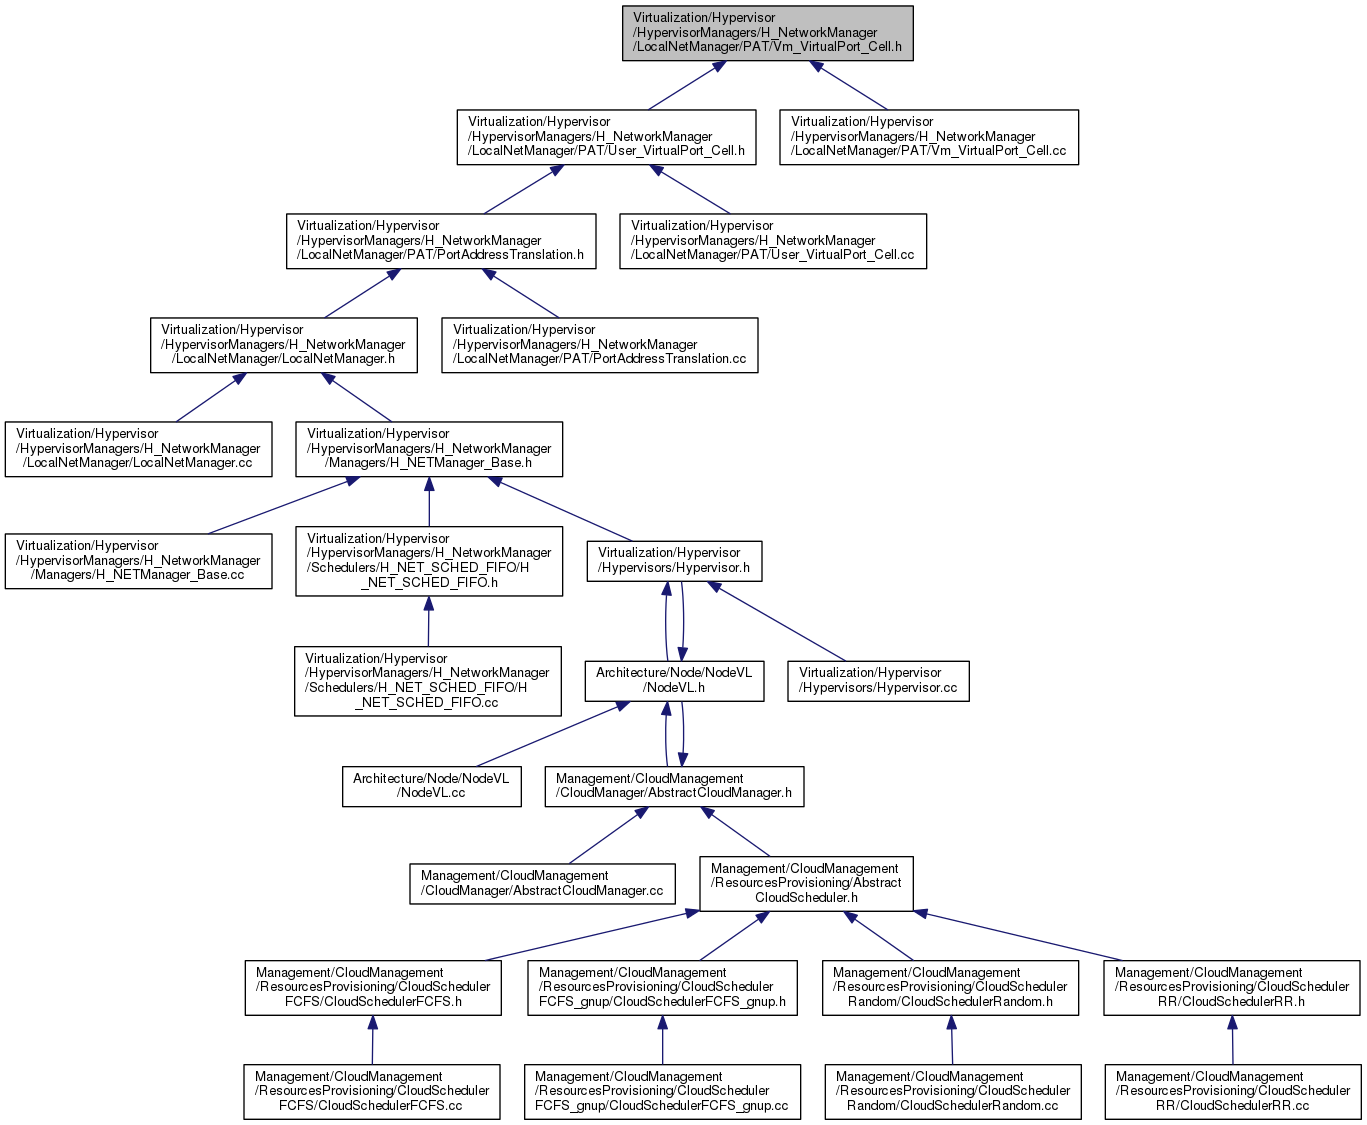 Virtualization/Hypervisor
/HypervisorManagers/H_NetworkManager
/LocalNetManager/PAT/Vm_VirtualPort_Cell.h
Virtualization/Hypervisor
/HypervisorManagers/H_NetworkManager
/LocalNetManager/PAT/User_VirtualPort_Cell.h
Virtualization/Hypervisor
/HypervisorManagers/H_NetworkManager
/LocalNetManager/PAT/Vm_VirtualPort_Cell.cc
Virtualization/Hypervisor
/HypervisorManagers/H_NetworkManager
/LocalNetManager/PAT/PortAddressTranslation.h
Virtualization/Hypervisor
/HypervisorManagers/H_NetworkManager
/LocalNetManager/PAT/User_VirtualPort_Cell.cc
Virtualization/Hypervisor
/HypervisorManagers/H_NetworkManager
/LocalNetManager/LocalNetManager.h
Virtualization/Hypervisor
/HypervisorManagers/H_NetworkManager
/LocalNetManager/PAT/PortAddressTranslation.cc
Virtualization/Hypervisor
/HypervisorManagers/H_NetworkManager
/LocalNetManager/LocalNetManager.cc
Virtualization/Hypervisor
/HypervisorManagers/H_NetworkManager
/Managers/H_NETManager_Base.h
Virtualization/Hypervisor
/HypervisorManagers/H_NetworkManager
/Managers/H_NETManager_Base.cc
Virtualization/Hypervisor
/HypervisorManagers/H_NetworkManager
/Schedulers/H_NET_SCHED_FIFO/H
_NET_SCHED_FIFO.h
Virtualization/Hypervisor
/Hypervisors/Hypervisor.h
Virtualization/Hypervisor
/HypervisorManagers/H_NetworkManager
/Schedulers/H_NET_SCHED_FIFO/H
_NET_SCHED_FIFO.cc
Architecture/Node/NodeVL
/NodeVL.h
Virtualization/Hypervisor
/Hypervisors/Hypervisor.cc
Architecture/Node/NodeVL
/NodeVL.cc
Management/CloudManagement
/CloudManager/AbstractCloudManager.h
Management/CloudManagement
/CloudManager/AbstractCloudManager.cc
Management/CloudManagement
/ResourcesProvisioning/Abstract
CloudScheduler.h
Management/CloudManagement
/ResourcesProvisioning/CloudScheduler
FCFS/CloudSchedulerFCFS.h
Management/CloudManagement
/ResourcesProvisioning/CloudScheduler
FCFS_gnup/CloudSchedulerFCFS_gnup.h
Management/CloudManagement
/ResourcesProvisioning/CloudScheduler
Random/CloudSchedulerRandom.h
Management/CloudManagement
/ResourcesProvisioning/CloudScheduler
RR/CloudSchedulerRR.h
Management/CloudManagement
/ResourcesProvisioning/CloudScheduler
FCFS/CloudSchedulerFCFS.cc
Management/CloudManagement
/ResourcesProvisioning/CloudScheduler
FCFS_gnup/CloudSchedulerFCFS_gnup.cc
Management/CloudManagement
/ResourcesProvisioning/CloudScheduler
Random/CloudSchedulerRandom.cc
Management/CloudManagement
/ResourcesProvisioning/CloudScheduler
RR/CloudSchedulerRR.cc